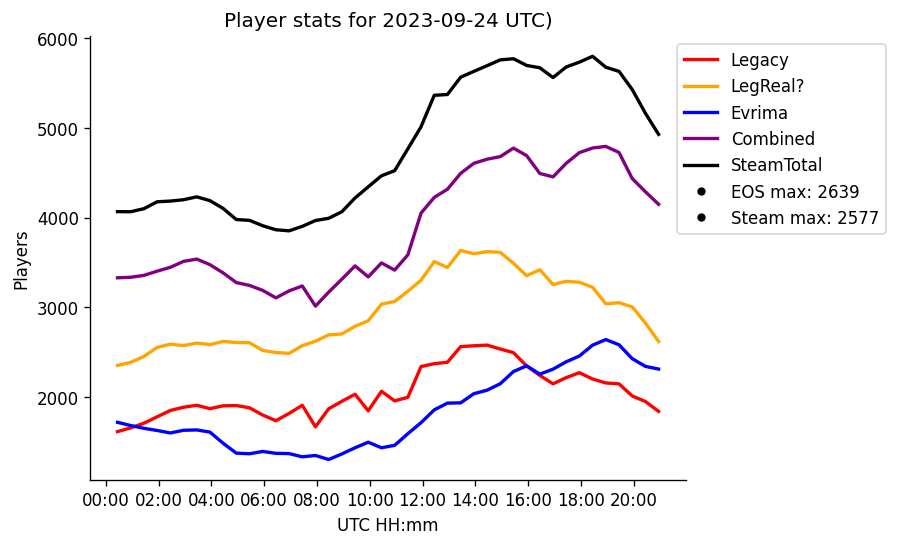 Player stats for 2023-09-24 UTC)
Players
6000
5000
4000
3000
2000
00:00 02:00 04:00 06:00 08:00 10:00 12:00 14:00 16:00 18:00 20:00
UTC HH:mm
Legacy
LegReal?
Evrima
Combined
SteamTotal
EOS max: 2639
Steam max: 2577